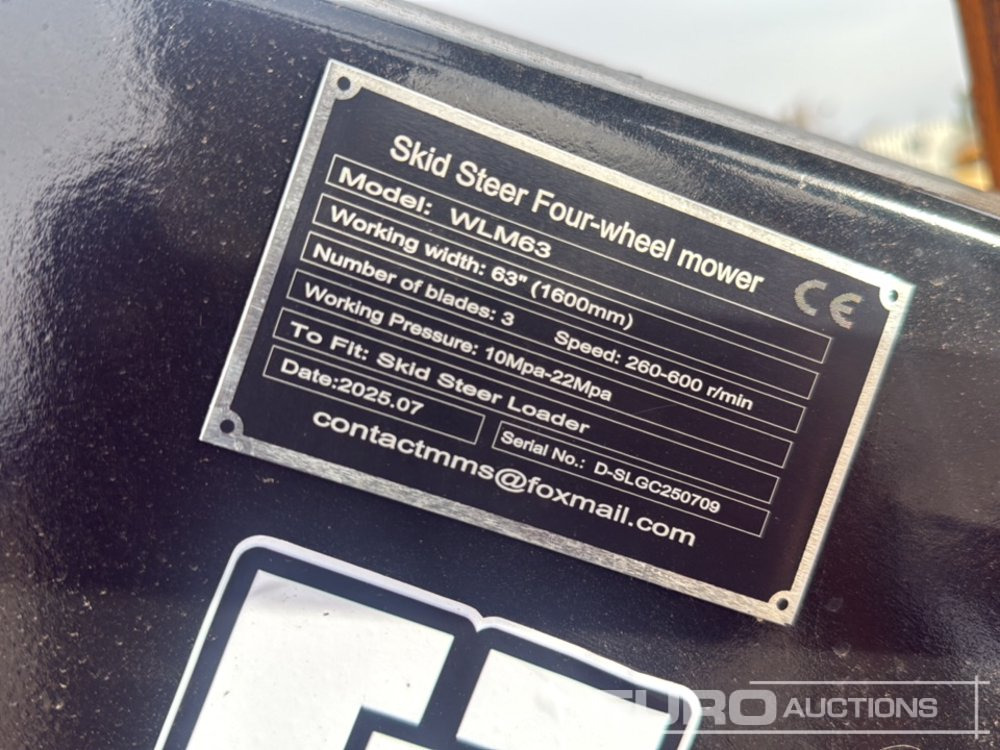 Skid Steer Four-wheel mower
CE
Model: WLM63
Working width: 63" (1600mm)
Number of blades: 3 Speed: 260-600 r/min
Working Pressure: 10Mpa-22Mpa
To Fit: Skid Steer Loader
Date:2025.07
Serial No.: D-SLGC250709
contactmms@foxmail.com
EURO AUCTIONS